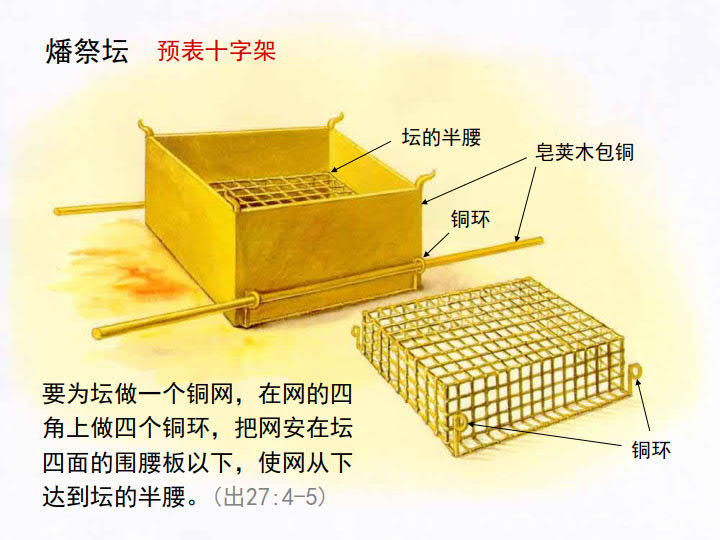 燔祭坛 预表十字架
坛的半腰
皂荚木包铜
铜环
要为坛做一个铜网，在网的四
角上做四个铜环，把网安在坛
四面的围腰板以下，使网从下
达到坛的半腰。(出27:4-5)
铜环